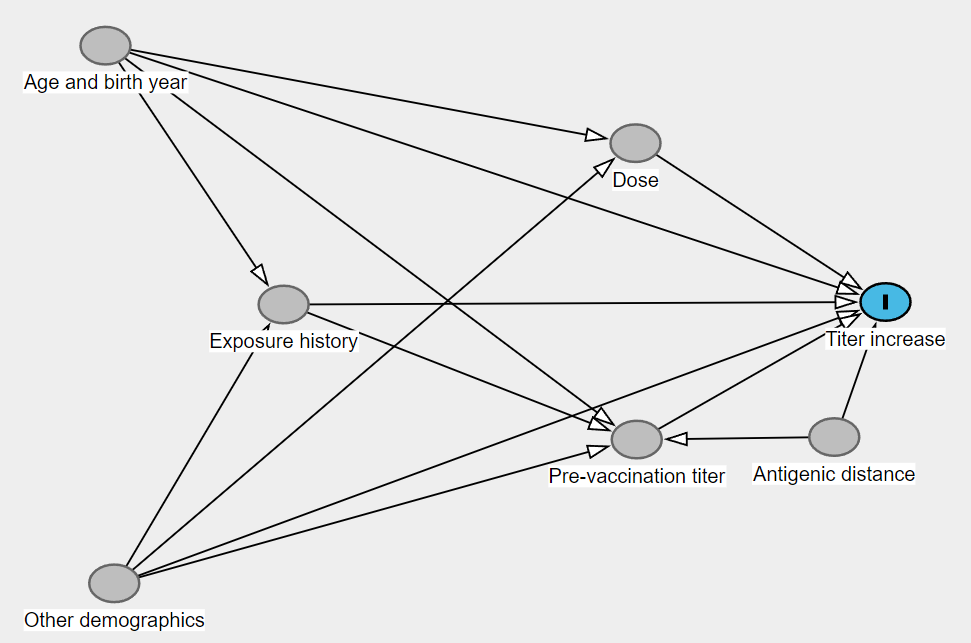 Age and birth year
Dose
I
Titer increase
Exposure history
Pre-vaccination titer
Antigenic distance
Other demographics